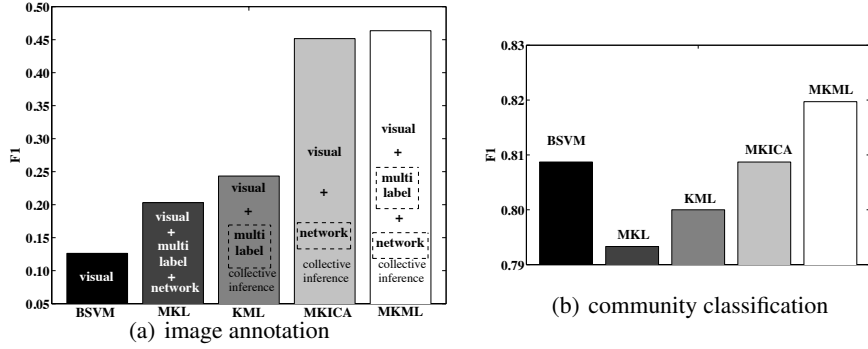 0.50
0.45
0.40
0.35
0.30
0.25
0.20
0.15
0.10
0.05
F1
visual
visual
+
multi
label
+
network
visual
+
multi
label
collective
inference
visual
+
network
collective
inference
visual
+
multi
label
+
network
collective
inference
BSVM MKL KML MKICA MKML
(a) image annotation
0.83
0.82
0.81
0.80
0.79
F1
BSVM
MKL
KML
MKICA
MKML
(b) community classification